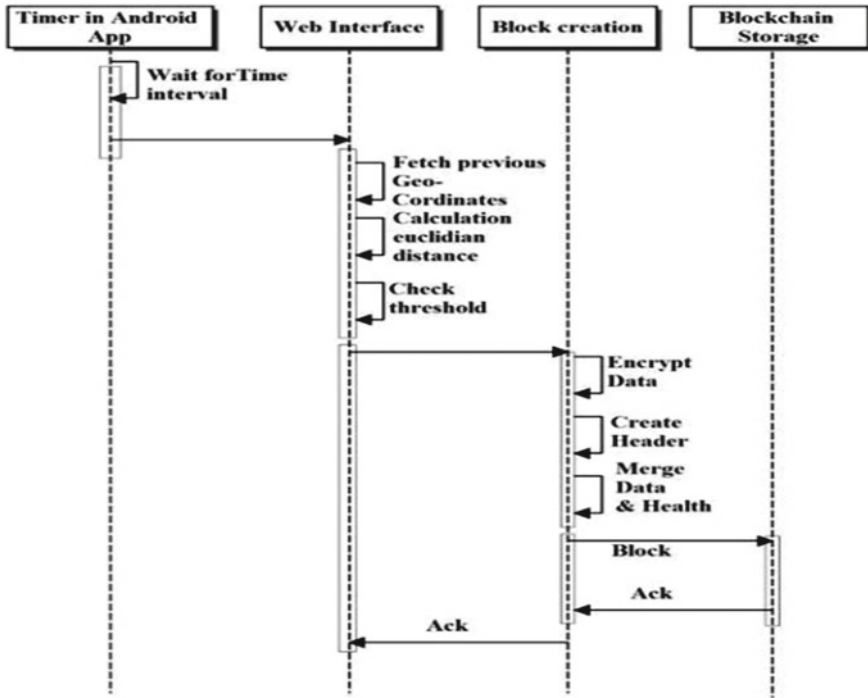 Timer in Android
App
Web Interface
Block creation
Blockchain
Storage
Wait forTime
interval
Fetch previous
Geo-
Cordinates
Calculation
euclidian
distance
Check
threshold
Encrypt
Data
Create
Header
Merge
Data
& Health
Block
Ack
Ack